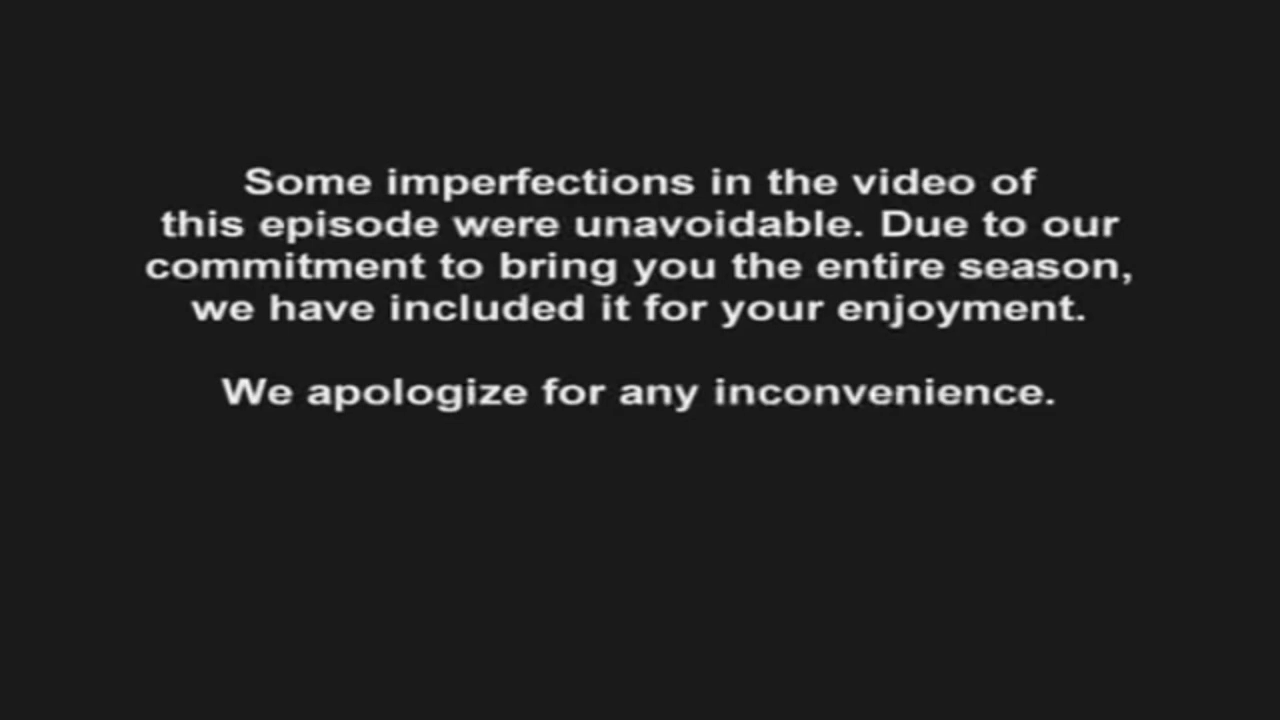 Some imperfections in the video of
this episode were unavoidable. Due to our
commitment to bring you the entire season,
we have included it for your enjoyment.
We apologize for any inconvenience.